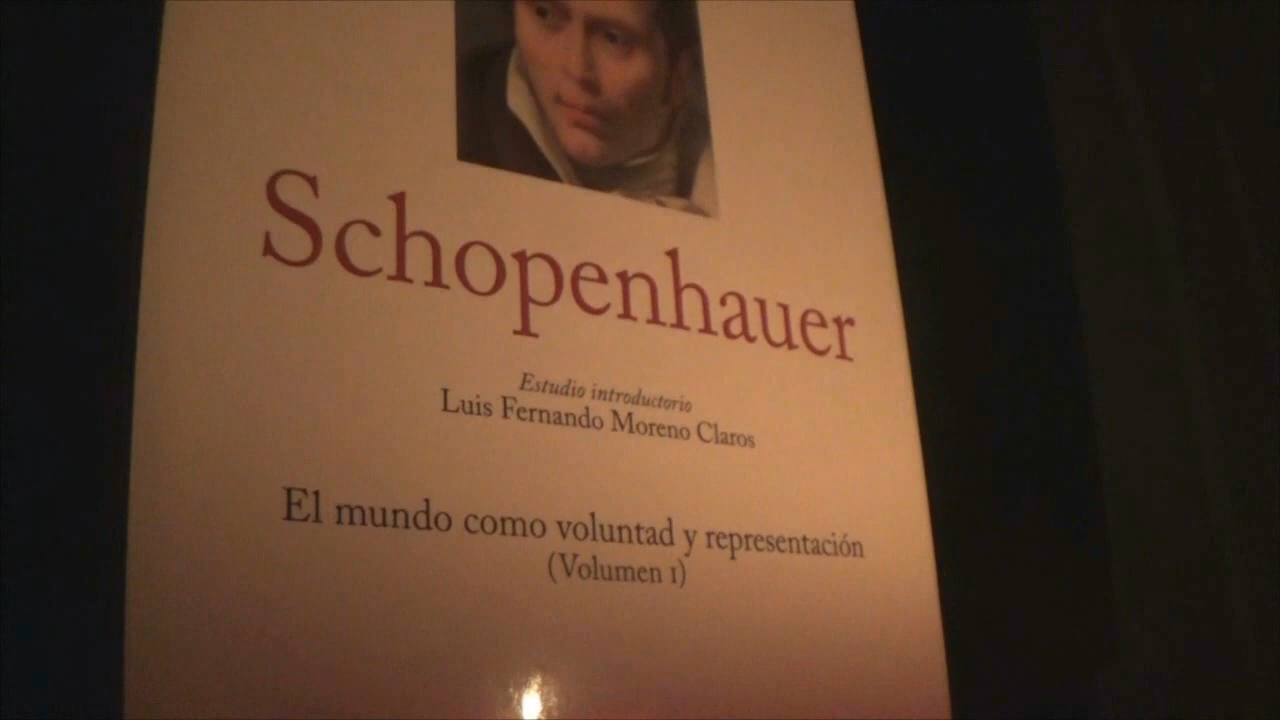 Schopenhauer
Estudio introductorio
Luis Fernando Moreno Claros
El mundo como voluntad y representación
(Volumen 1)